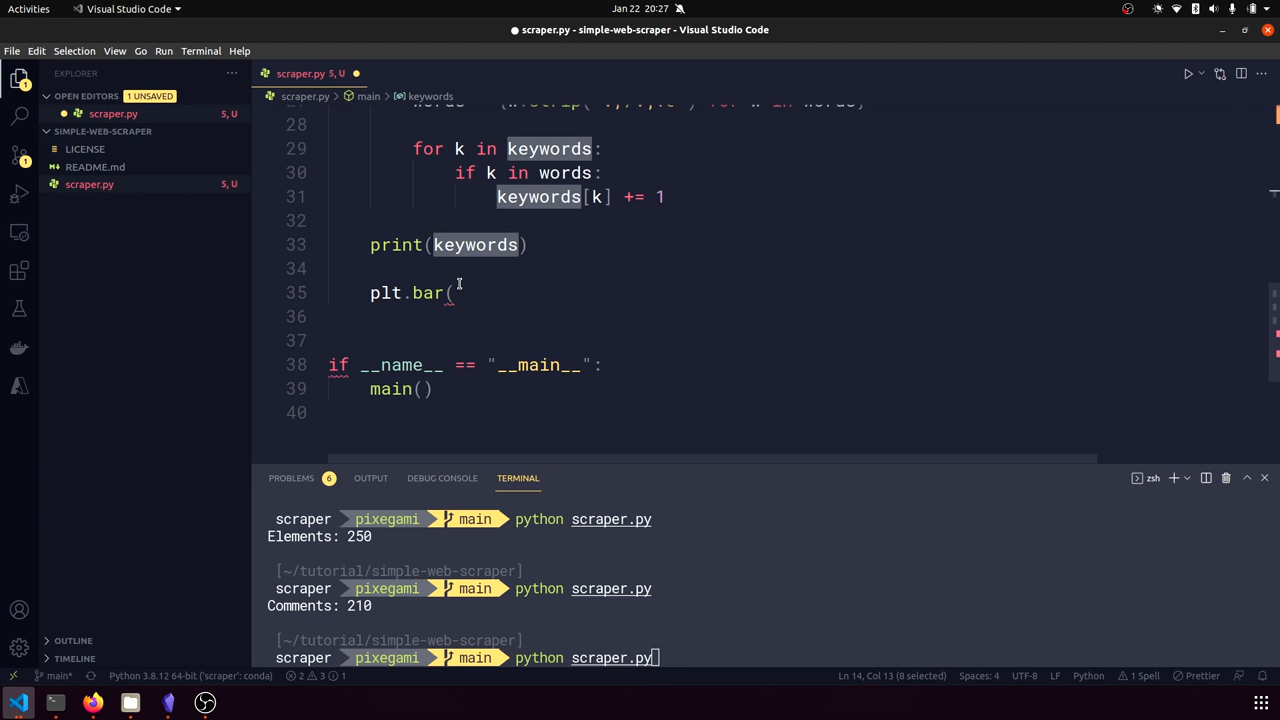 Activities
Visual Studio Code
Jan 22 20:27
scraper.py - simple-web-scraper - Visual Studio Code
File Edit Selection View Go Run Terminal Help
EXPLORER
OPEN EDITORS 1 UNSAVED
scraper.py 5, U
SIMPLE-WEB-SCRAPER
LICENSE
README.md
scraper.py 5, U
OUTLINE
TIMELINE
scraper.py 5, U
scraper.py > main > keywords
28
29 for k in keywords:
30 if k in words:
31 keywords[k] += 1
32
33 print(keywords)
34
35 plt.bar(
36
37
38 if __name__ == "__main__":
39 main()
40
PROBLEMS 6 OUTPUT DEBUG CONSOLE TERMINAL
zsh
scraper pixegami main python scraper.py
Elements: 250
[~/tutorial/simple-web-scraper]
scraper pixegami main python scraper.py
Comments: 210
[~/tutorial/simple-web-scraper]
scraper pixegami main python scraper.py
main* Python 3.8.12 64-bit ('scraper': conda) 2 3 1 Ln 14, Col 13 (8 selected) Spaces: 4 UTF-8 LF Python 1 Spell Prettier